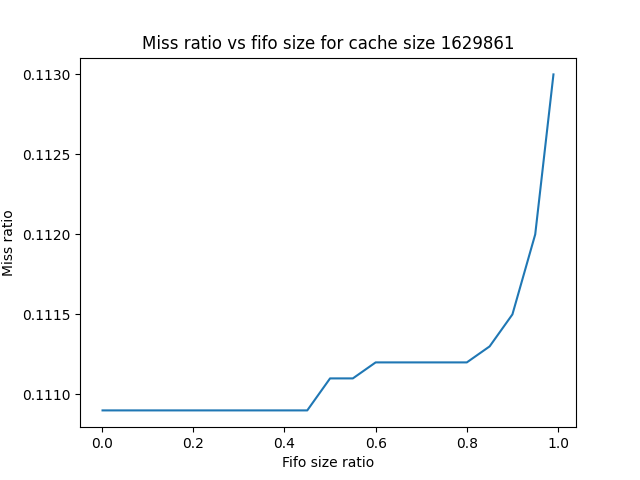 Miss ratio vs fifo size for cache size 1629861
0.1130
0.1125
0.1120
0.1115
0.1110
Miss ratio
0.0 0.2 0.4 0.6 0.8 1.0
Fifo size ratio